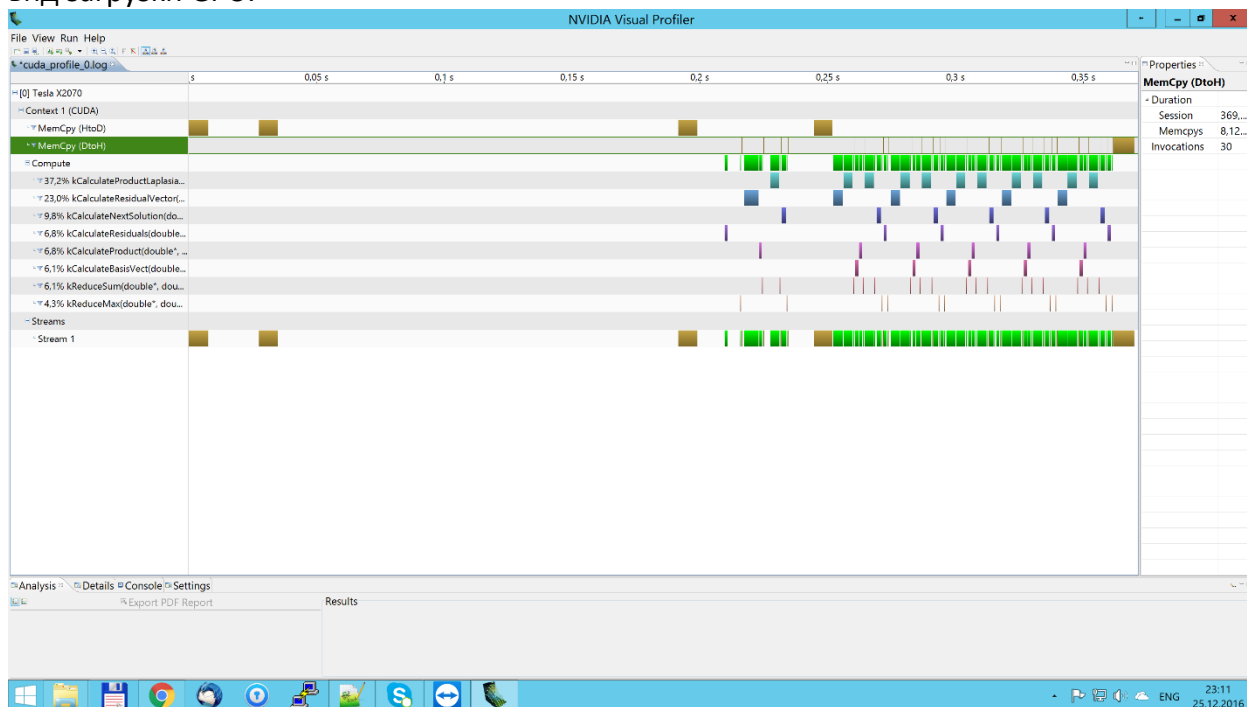 NVIDIA Visual Profiler
File View Run Help
*cuda_profile_0.log
s 0,05 s 0,1 s 0,15 s 0,2 s 0,25 s 0,3 s 0,35 s
[0] Tesla X2070
Context 1 (CUDA)
MemCpy (HtoD)
MemCpy (DtoH)
Compute
37,2% kCalculateProductLaplasia...
23,0% kCalculateResidualVector(...
9,8% kCalculateNextSolution(do...
6,8% kCalculateResiduals(double...
6,8% kCalculateProduct(double*, ...
6,1% kCalculateBasisVect(double...
6,1% kReduceSum(double*, dou...
4,3% kReduceMax(double*, dou...
Streams
Stream 1
Properties
MemCpy (DtoH)
Duration
Session 369,...
Memcpys 8,12...
Invocations 30
Analysis Details Console Settings
Export PDF Report
Results
ENG 23:11
25.12.2016